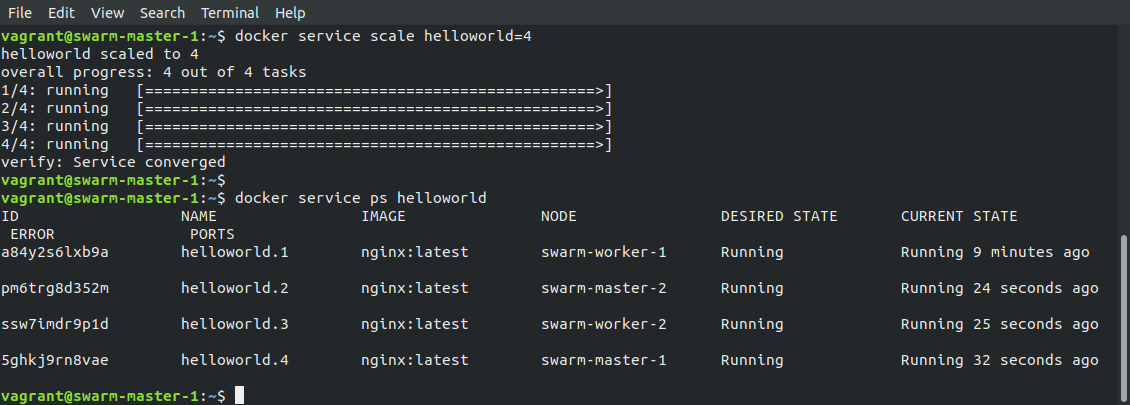 File Edit View Search Terminal Help
vagrant@swarm-master-1:~$ docker service scale helloworld=4
helloworld scaled to 4
overall progress: 4 out of 4 tasks
1/4: running   [==================================================>]
2/4: running   [==================================================>]
3/4: running   [==================================================>]
4/4: running   [==================================================>]
verify: Service converged
vagrant@swarm-master-1:~$
vagrant@swarm-master-1:~$ docker service ps helloworld
ID                  NAME                IMAGE               NODE                DESIRED STATE       CURRENT STATE
 ERROR               PORTS
a84y2s6lxb9a        helloworld.1        nginx:latest        swarm-worker-1      Running             Running 9 minutes ago
pm6trg8d352m        helloworld.2        nginx:latest        swarm-master-2      Running             Running 24 seconds ago
ssw7imdr9p1d        helloworld.3        nginx:latest        swarm-worker-2      Running             Running 25 seconds ago
5ghkj9rn8vae        helloworld.4        nginx:latest        swarm-master-1      Running             Running 32 seconds ago
vagrant@swarm-master-1:~$